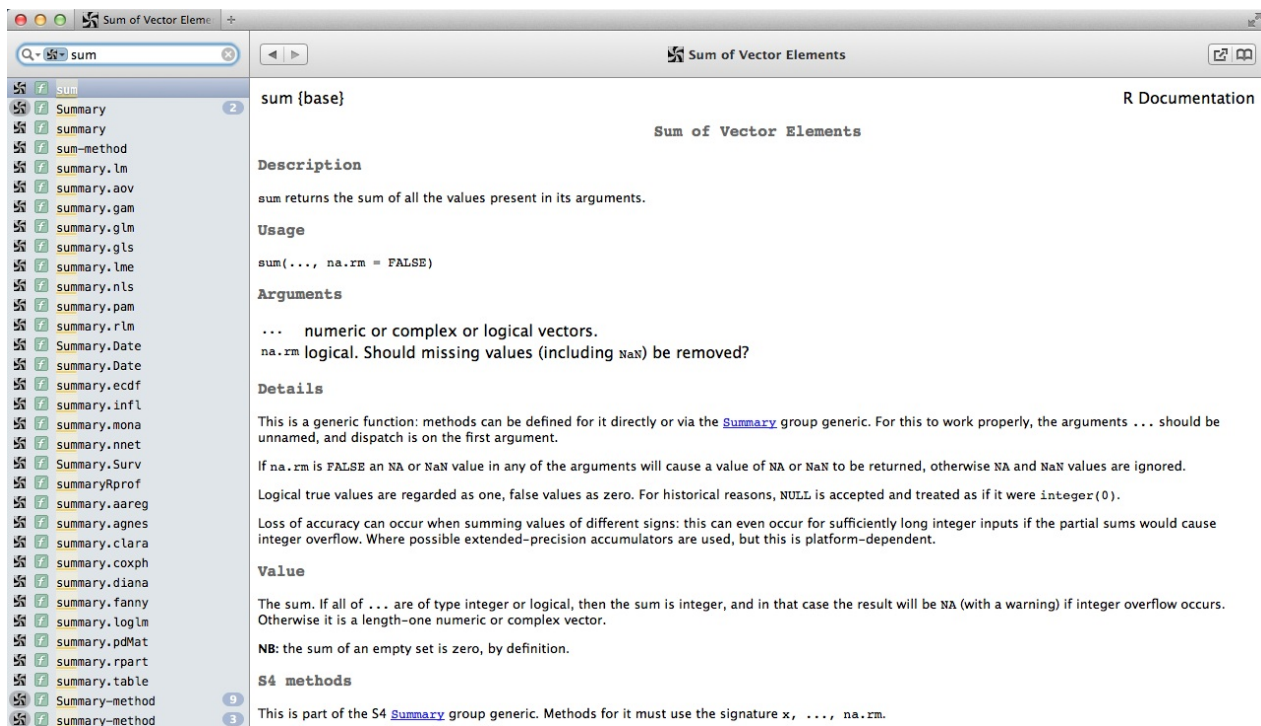 Sum of Vector Eleme
sum
Sum of Vector Elements
sum
Summary 2
summary
sum-method
summary.lm
summary.aov
summary.gam
summary.glm
summary.gls
summary.lme
summary.nls
summary.pam
summary.rlm
Summary.Date
summary.Date
summary.ecdf
summary.infl
summary.mona
summary.nnet
Summary.Surv
summaryRprof
summary.aareg
summary.agnes
summary.clara
summary.coxph
summary.diana
summary.fanny
summary.loglm
summary.pdMat
summary.rpart
summary.table
Summary-method 9
summary-method 3
sum {base} R Documentation
Sum of Vector Elements
Description
sum returns the sum of all the values present in its arguments.
Usage
sum(..., na.rm = FALSE)
Arguments
... numeric or complex or logical vectors.
na.rm logical. Should missing values (including NaN) be removed?
Details
This is a generic function: methods can be defined for it directly or via the Summary group generic. For this to work properly, the arguments ... should be
unnamed, and dispatch is on the first argument.
If na.rm is FALSE an NA or NaN value in any of the arguments will cause a value of NA or NaN to be returned, otherwise NA and NaN values are ignored.
Logical true values are regarded as one, false values as zero. For historical reasons, NULL is accepted and treated as if it were integer(0).
Loss of accuracy can occur when summing values of different signs: this can even occur for sufficiently long integer inputs if the partial sums would cause
integer overflow. Where possible extended-precision accumulators are used, but this is platform-dependent.
Value
The sum. If all of ... are of type integer or logical, then the sum is integer, and in that case the result will be NA (with a warning) if integer overflow occurs.
Otherwise it is a length-one numeric or complex vector.
NB: the sum of an empty set is zero, by definition.
S4 methods
This is part of the S4 Summary group generic. Methods for it must use the signature x, ..., na.rm.